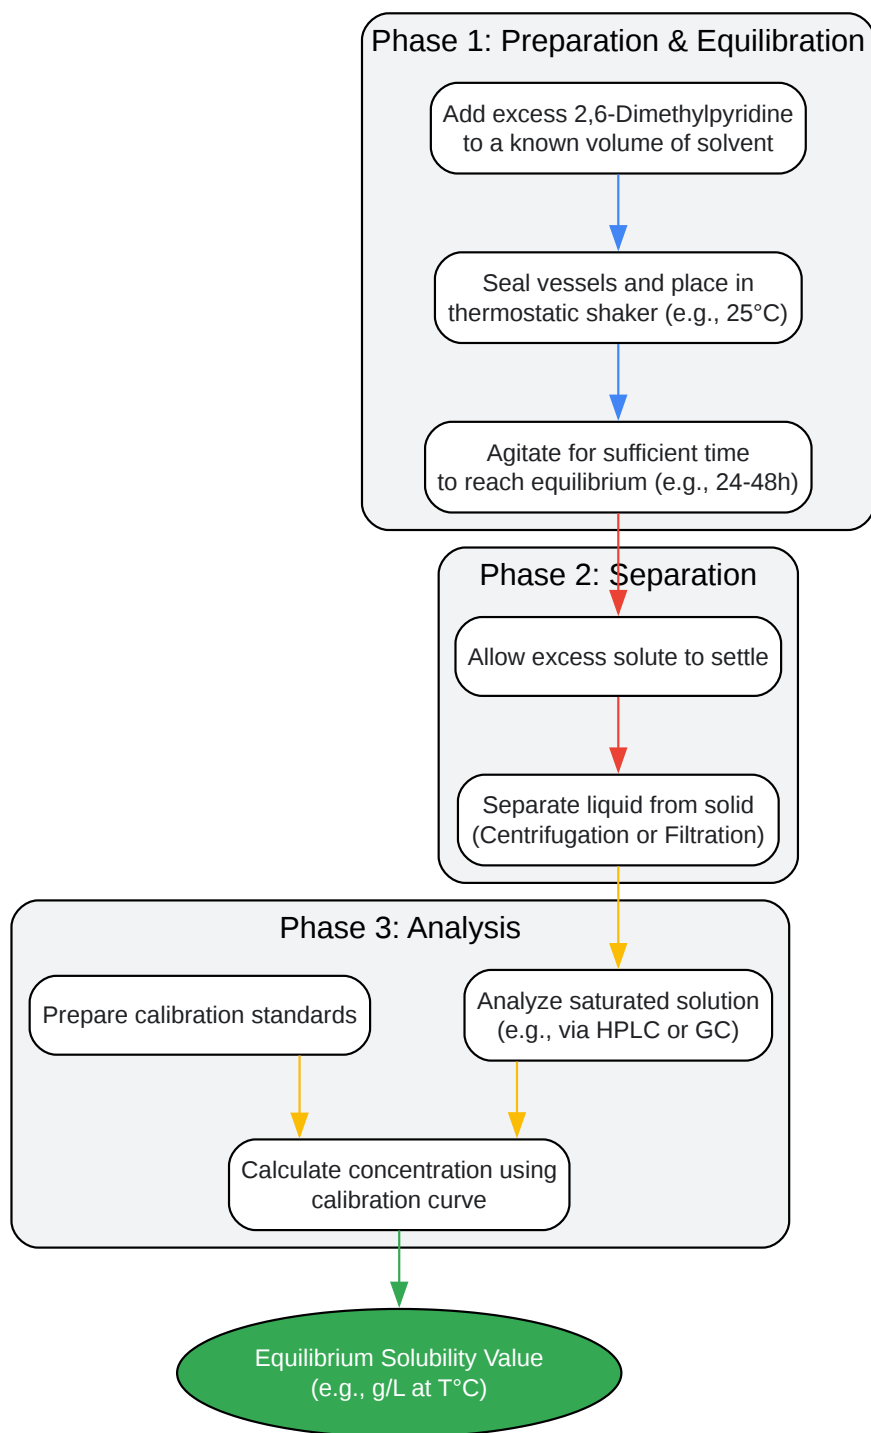 Phase 1: Preparation & Equilibration
Add excess 2,6-Dimethylpyridine
to a known volume of solvent
Seal vessels and place in
thermostatic shaker (e.g., 25°C)
Agitate for sufficient time
to reach equilibrium (e.g., 24-48h)
Phase 2: Separation
Allow excess solute to settle
Separate liquid from solid
(Centrifugation or Filtration)
Phase 3: Analysis
Prepare calibration standards
Analyze saturated solution
(e.g., via HPLC or GC)
Calculate concentration using
calibration curve
Equilibrium Solubility Value
(e.g., g/L at T°C)